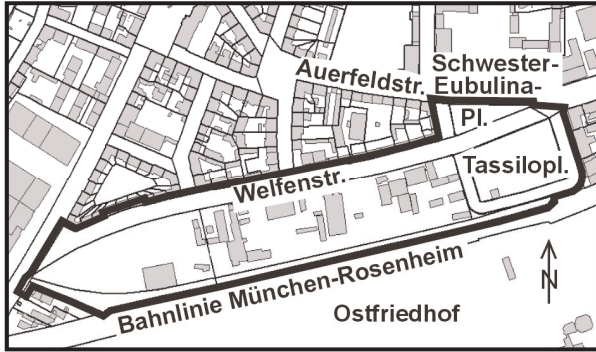 Auerfeldstr.
Schwester-
Eubulina-
Pl.
Tassilopl.
Welfenstr.
Bahnlinie München-Rosenheim
Ostfriedhof
N